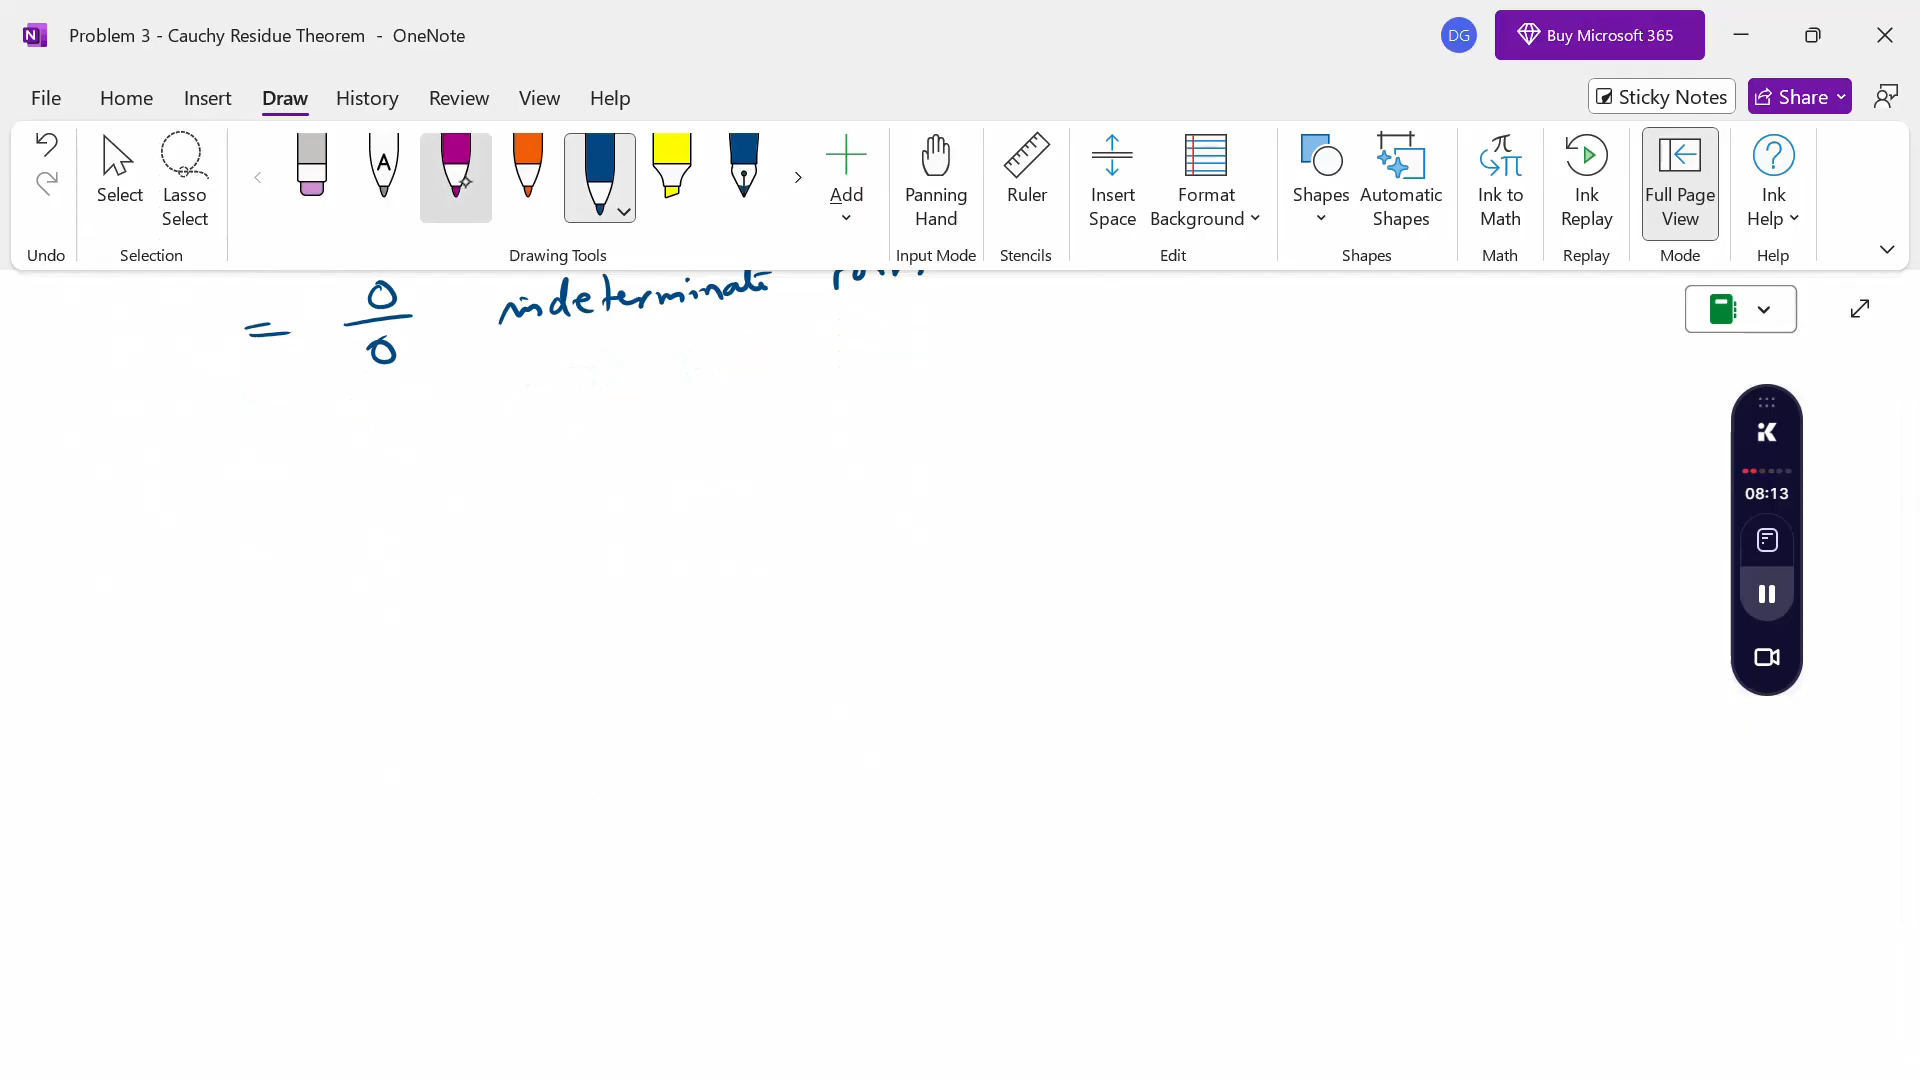 Problem 3 - Cauchy Residue Theorem - OneNote
DG
Buy Microsoft 365
File Home Insert Draw History Review View Help
Sticky Notes
Share
Select
Lasso Select
A
Add
Panning Hand
Ruler
Insert Space
Format Background
Shapes
Automatic Shapes
Ink to Math
Ink Replay
Full Page View
Ink Help
Undo
Selection
Drawing Tools
Input Mode
Stencils
Edit
Shapes
Math
Replay
Mode
Help
= 0/0 indeterminate
08:13